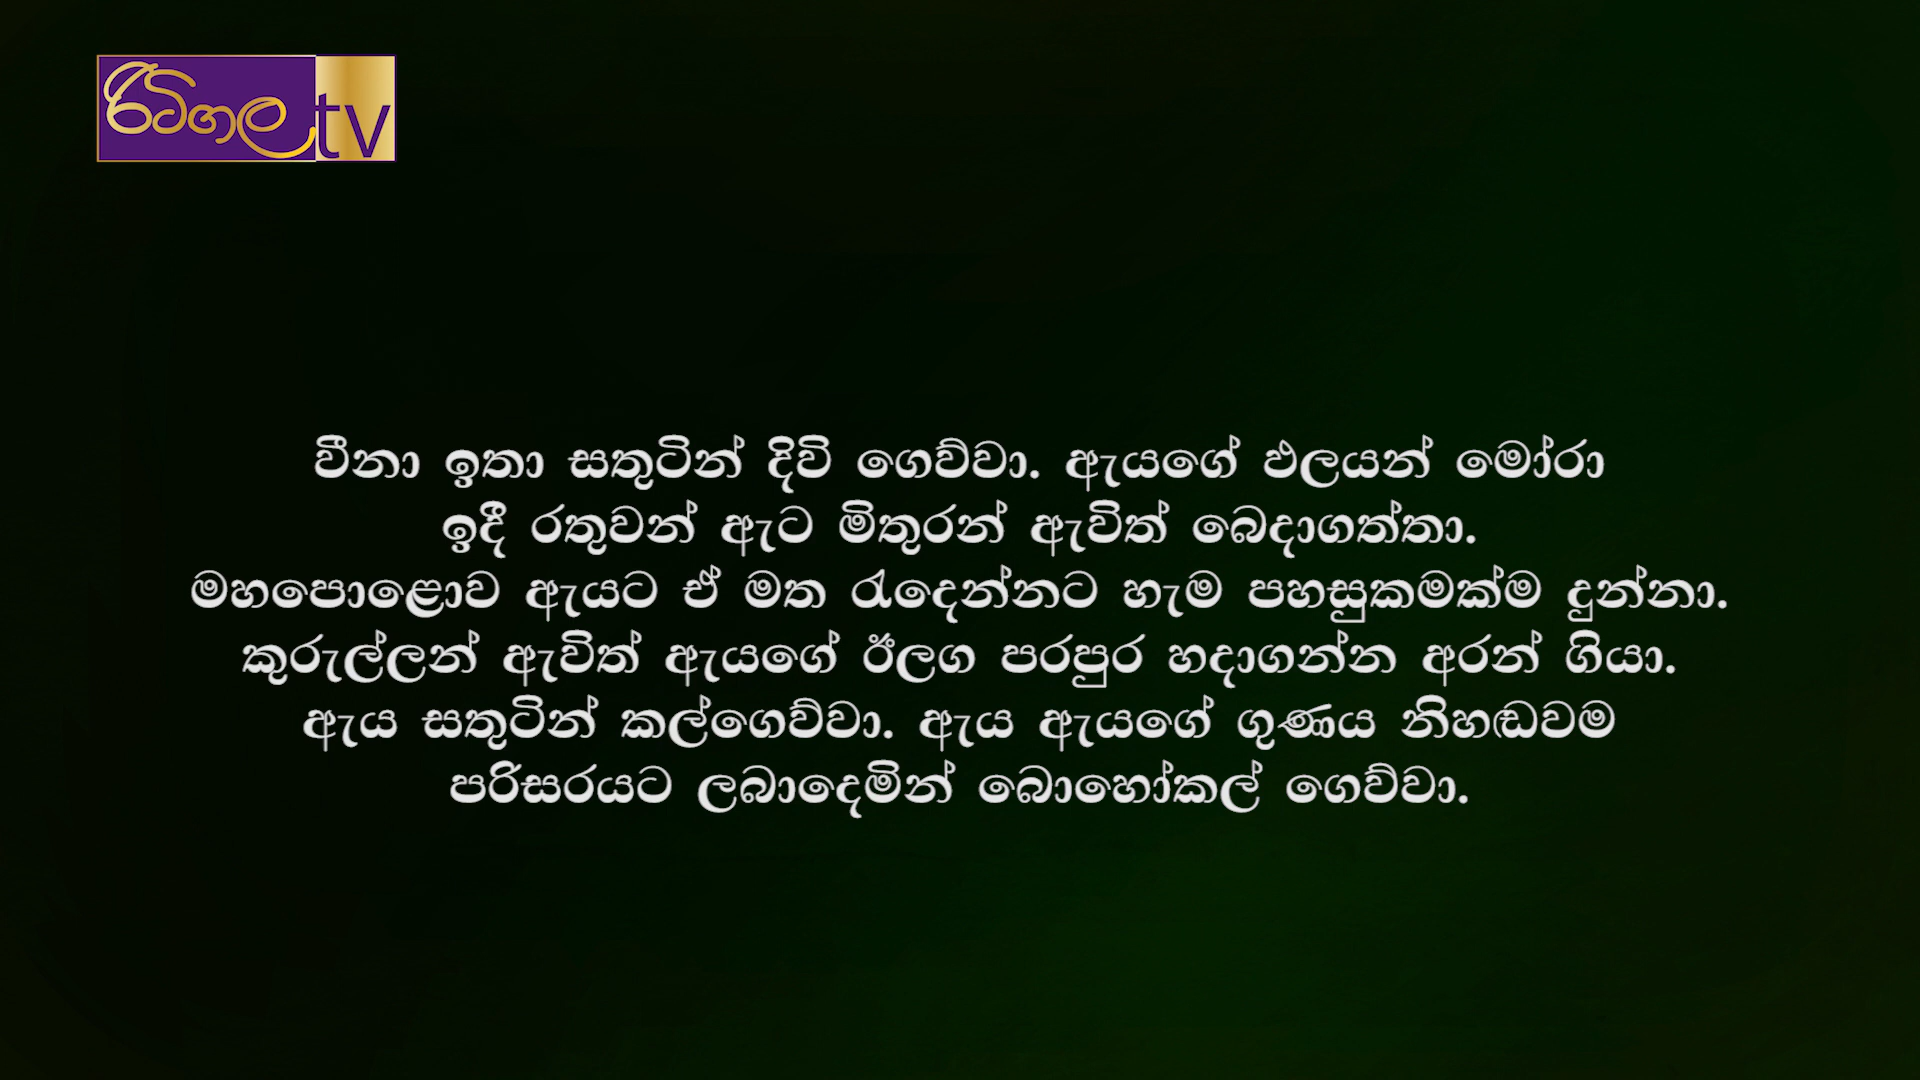 රිටිගල tv
වීනා ඉතා සතුටින් දිවි ගෙව්වා. ඇයගේ ඵලයන් මෝරා
ඉදී රතුවන් ඇට මිතුරන් ඇවිත් බෙදාගත්තා.
මහපොළොව ඇයට ඒ මත රැදෙන්නට හැම පහසුකමක්ම දුන්නා.
කුරුල්ලන් ඇවිත් ඇයගේ ඊලග පරපුර හදාගන්න අරන් ගියා.
ඇය සතුටින් කල්ගෙව්වා. ඇය ඇයගේ ගුණය නිහඬවම
පරිසරයට ලබාදෙමින් බොහෝකල් ගෙව්වා.